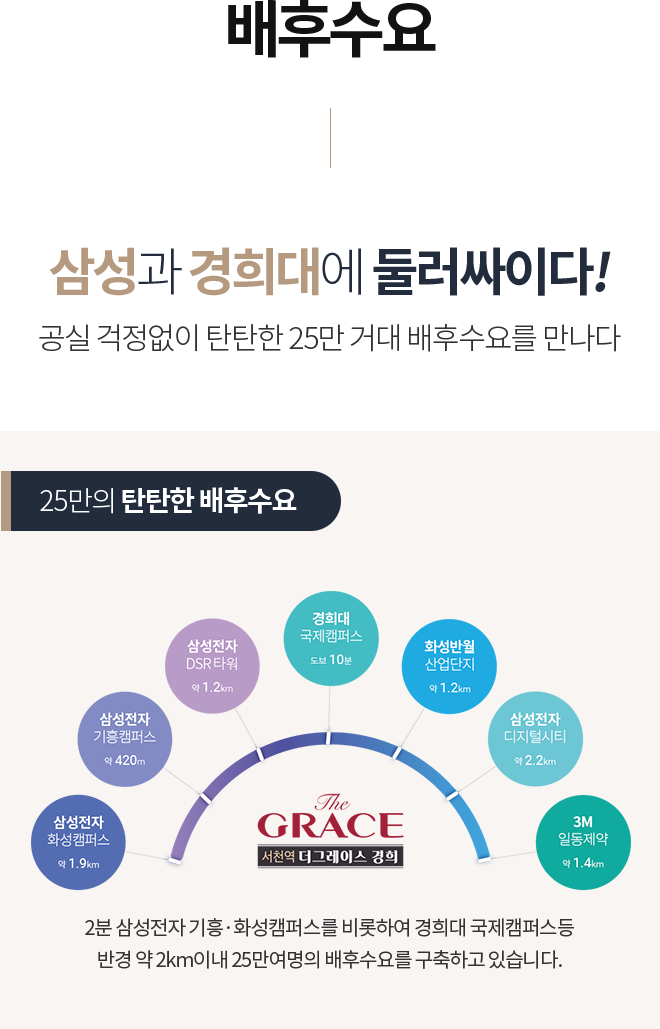 배후수요
삼성과 경희대에 둘러싸이다!
공실 걱정없이 탄탄한 25만 거대 배후수요를 만나다
25만의 탄탄한 배후수요
경희대
국제캠퍼스
도보 10분
삼성전자
DSR타워
약 1.2km
화성반월
산업단지
약 1.2km
삼성전자
기흥캠퍼스
약 420m
삼성전자
디지털시티
약 2.2km
삼성전자
화성캠퍼스
약 1.9km
The
GRACE
서천역 더그레이스 경희
3M
일동제약
약 1.4km
2분 삼성전자 기흥·화성캠퍼스를 비롯하여 경희대 국제캠퍼스등
반경 약 2km이내 25만여명의 배후수요를 구축하고 있습니다.